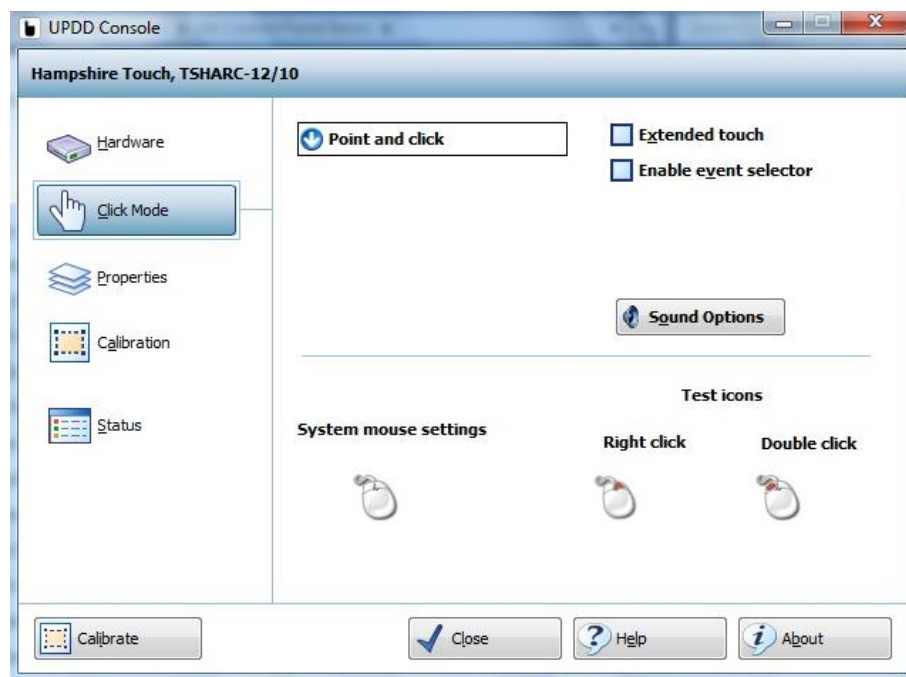 UPDD Console
Hampshire Touch, TSHARC-12/10
Hardware
Click Mode
Properties
Calibration
Status
Point and click
Extended touch
Enable event selector
Sound Options
Test icons
System mouse settings
Right click
Double click
Calibrate
Close
Help
About